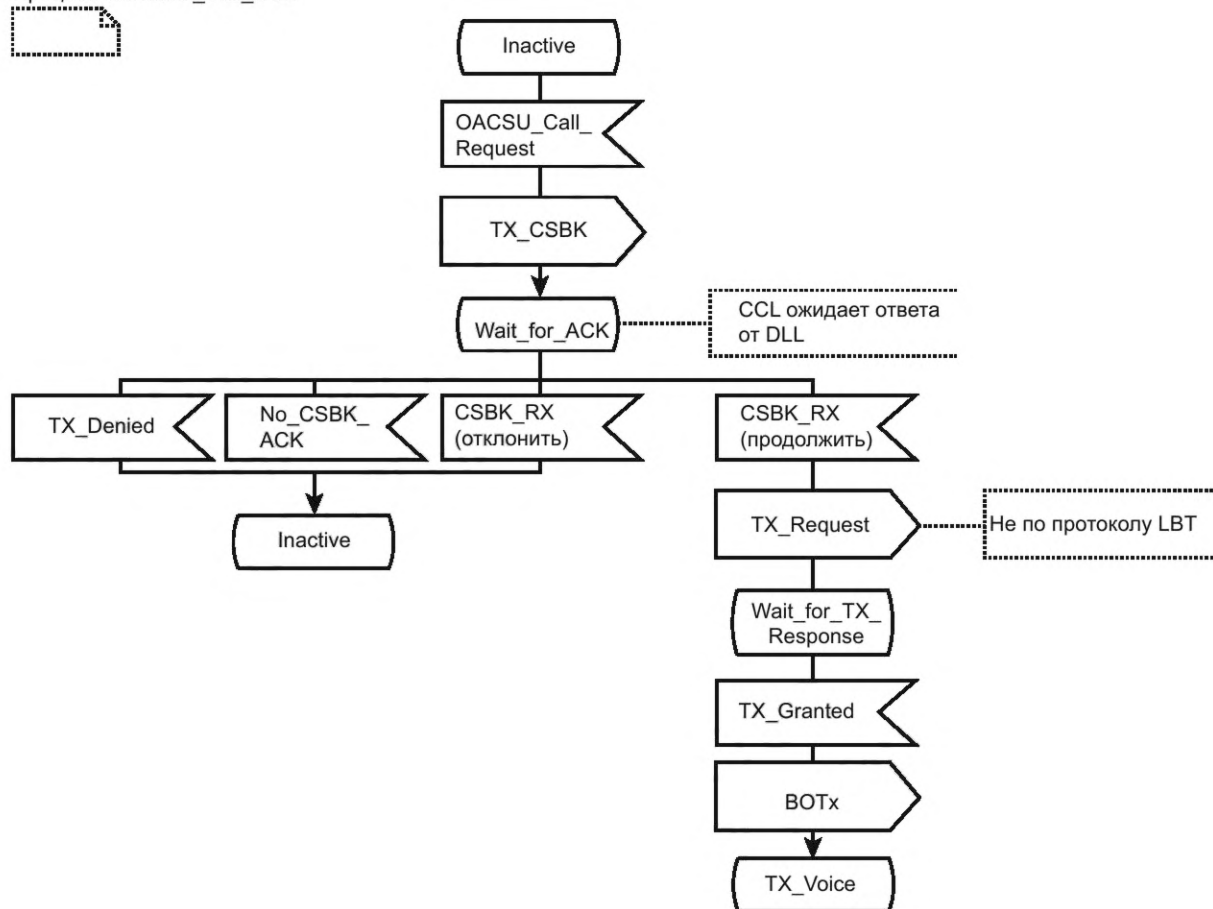 Inactive
OACSU_Call_
Request
TX_CSBK
Wait_for_ACK
CCL ожидает ответа
от DLL
TX_Denied
No_CSBK_
ACK
CSBK_RX
(отклонить)
CSBK_RX
(продолжить)
Inactive
TX_Request
Не по протоколу LBT
Wait_for_TX_
Response
TX_Granted
BOTx
TX_Voice